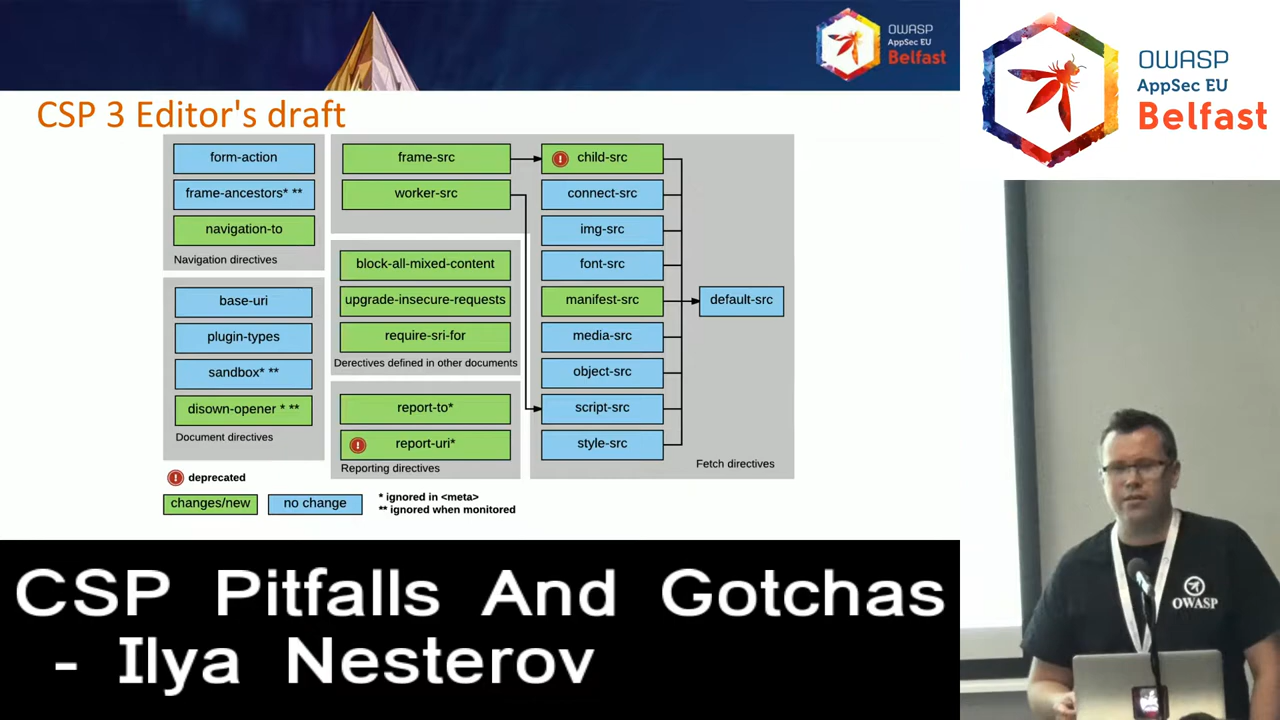 OWASP
AppSec EU
Belfast
OWASP
AppSec EU
Belfast
CSP 3 Editor's draft
form-action
frame-ancestors* **
navigation-to
Navigation directives
base-uri
plugin-types
sandbox* **
disown-opener * **
Document directives
frame-src
worker-src
block-all-mixed-content
upgrade-insecure-requests
require-sri-for
Derectives defined in other documents
report-to*
! report-uri*
Reporting directives
! child-src
connect-src
img-src
font-src
manifest-src
media-src
object-src
script-src
style-src
default-src
Fetch directives
! deprecated
changes/new
no change
* ignored in <meta>
** ignored when monitored
OWASP
CSP Pitfalls And Gotchas
- Ilya Nesterov